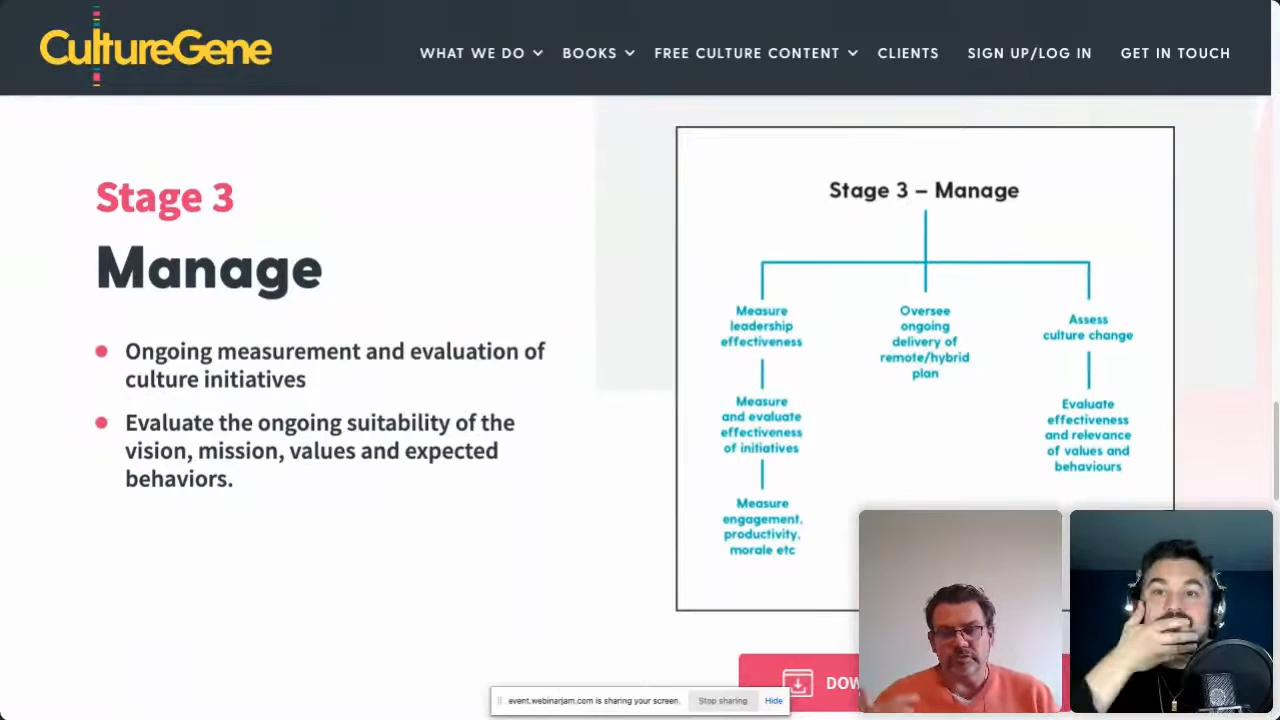 CultureGene
WHAT WE DO
BOOKS
FREE CULTURE CONTENT
CLIENTS
SIGN UP/LOG IN
GET IN TOUCH
Stage 3
Manage
Ongoing measurement and evaluation of
culture initiatives
Evaluate the ongoing suitability of the
vision, mission, values and expected
behaviors.
Stage 3 – Manage
Measure
leadership
effectiveness
Measure
and evaluate
effectiveness
of initiatives
Measure
engagement,
productivity,
morale etc
Oversee
ongoing
delivery of
remote/hybrid
plan
Assess
culture change
Evaluate
effectiveness
and relevance
of values and
behaviours
event.webinarjam.com is sharing your screen.
Stop sharing
Hide